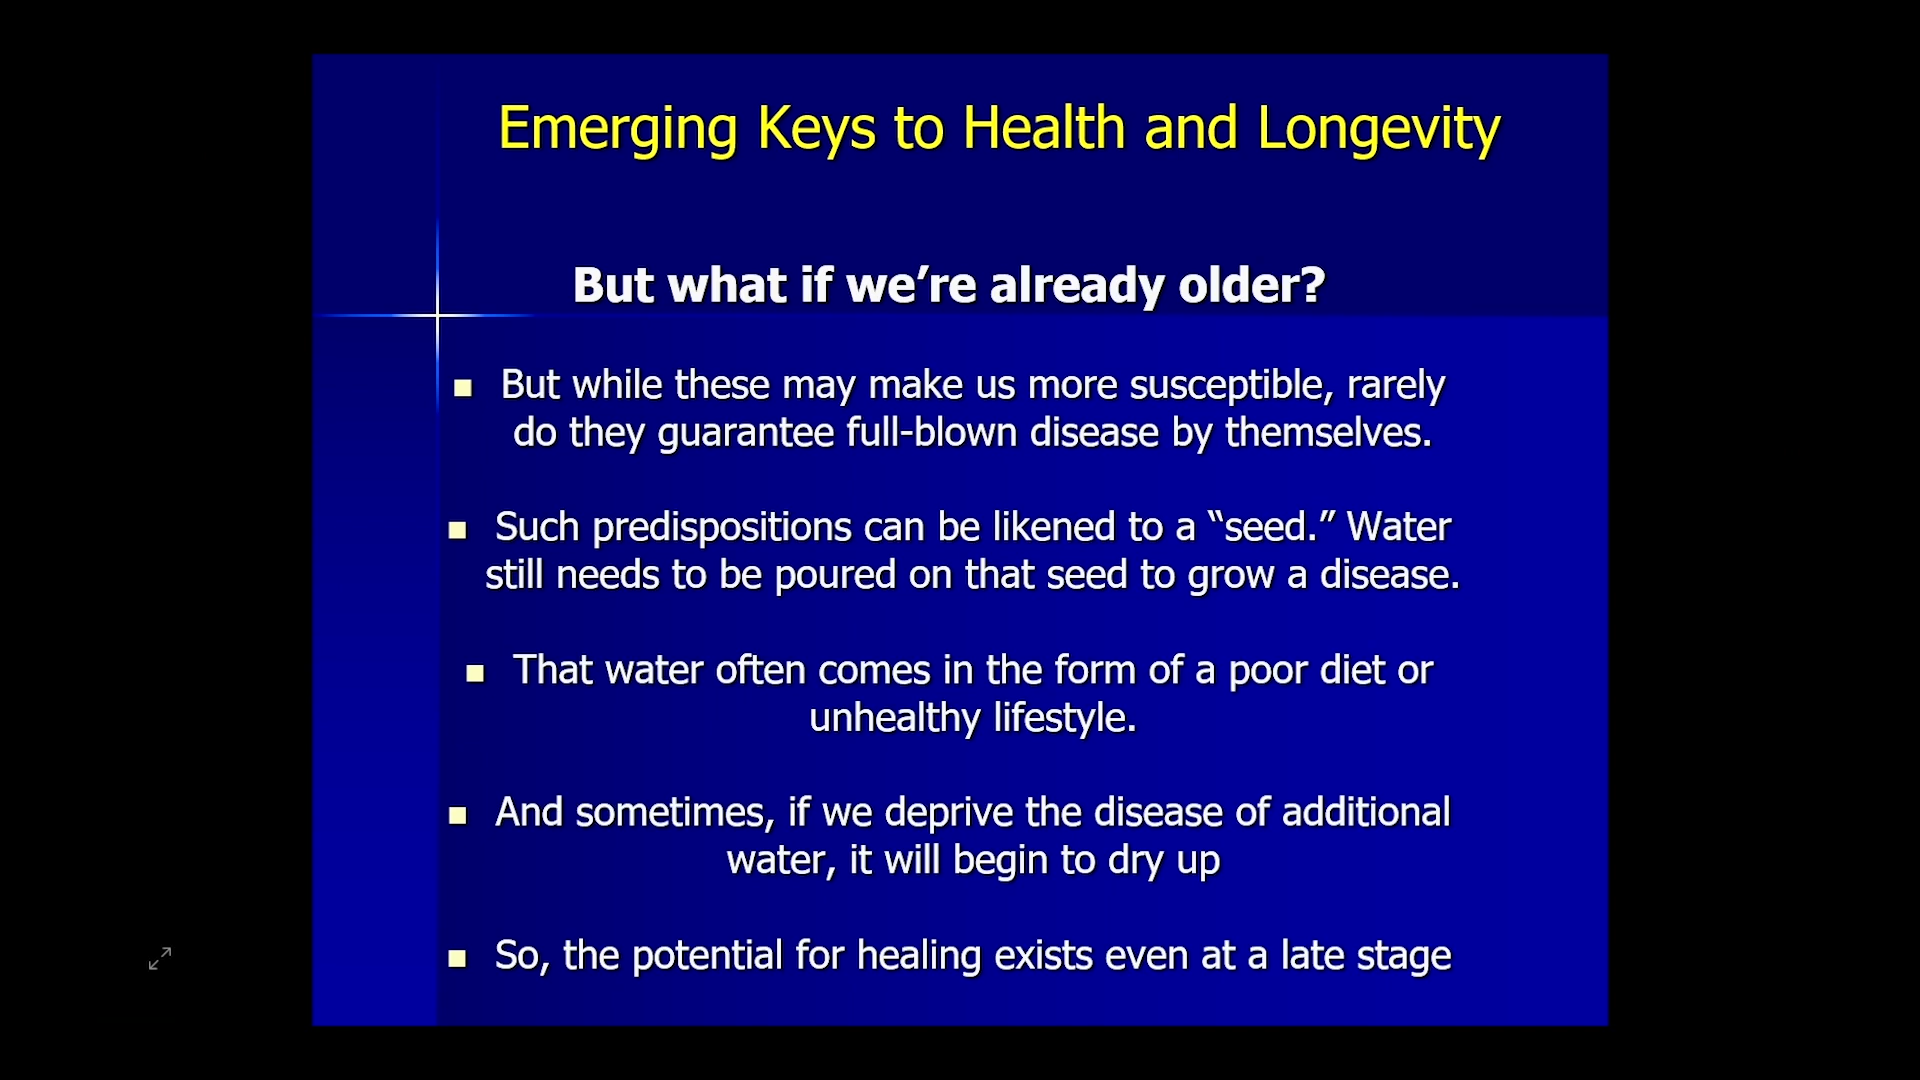 Emerging Keys to Health and Longevity
But what if we’re already older?
■ But while these may make us more susceptible, rarely
do they guarantee full-blown disease by themselves.
■ Such predispositions can be likened to a “seed.” Water
still needs to be poured on that seed to grow a disease.
■ That water often comes in the form of a poor diet or
unhealthy lifestyle.
■ And sometimes, if we deprive the disease of additional
water, it will begin to dry up
■ So, the potential for healing exists even at a late stage